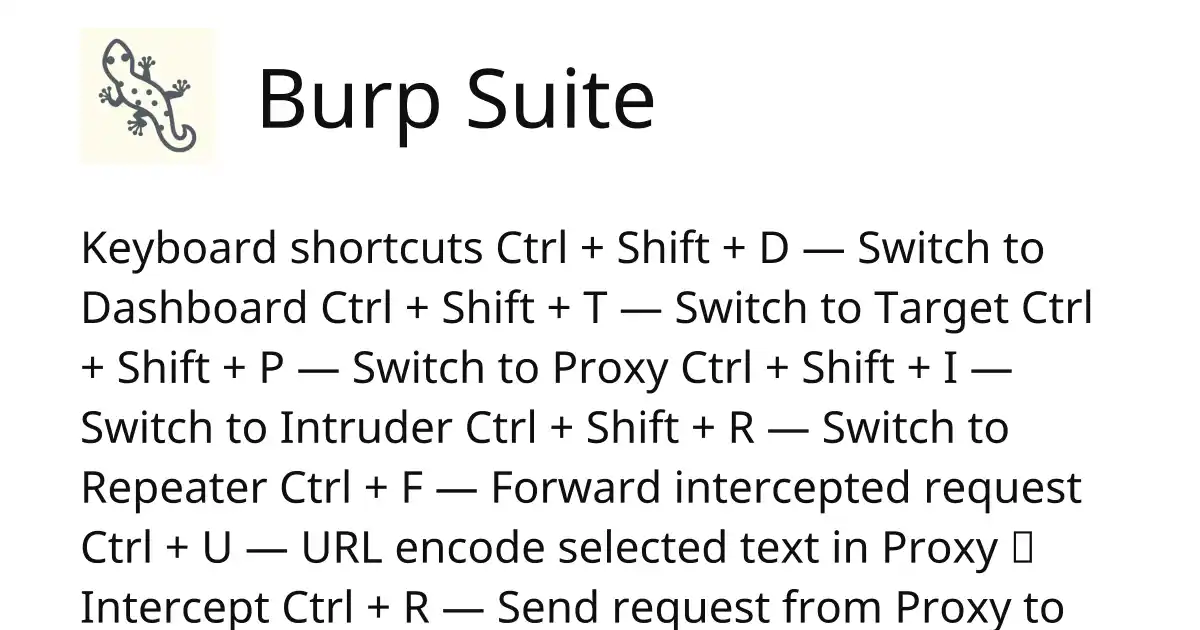 Burp Suite
Keyboard shortcuts Ctrl + Shift + D — Switch to
Dashboard Ctrl + Shift + T — Switch to Target Ctrl
+ Shift + P — Switch to Proxy Ctrl + Shift + I —
Switch to Intruder Ctrl + Shift + R — Switch to
Repeater Ctrl + F — Forward intercepted request
Ctrl + U — URL encode selected text in Proxy 
Intercept Ctrl + R — Send request from Proxy to